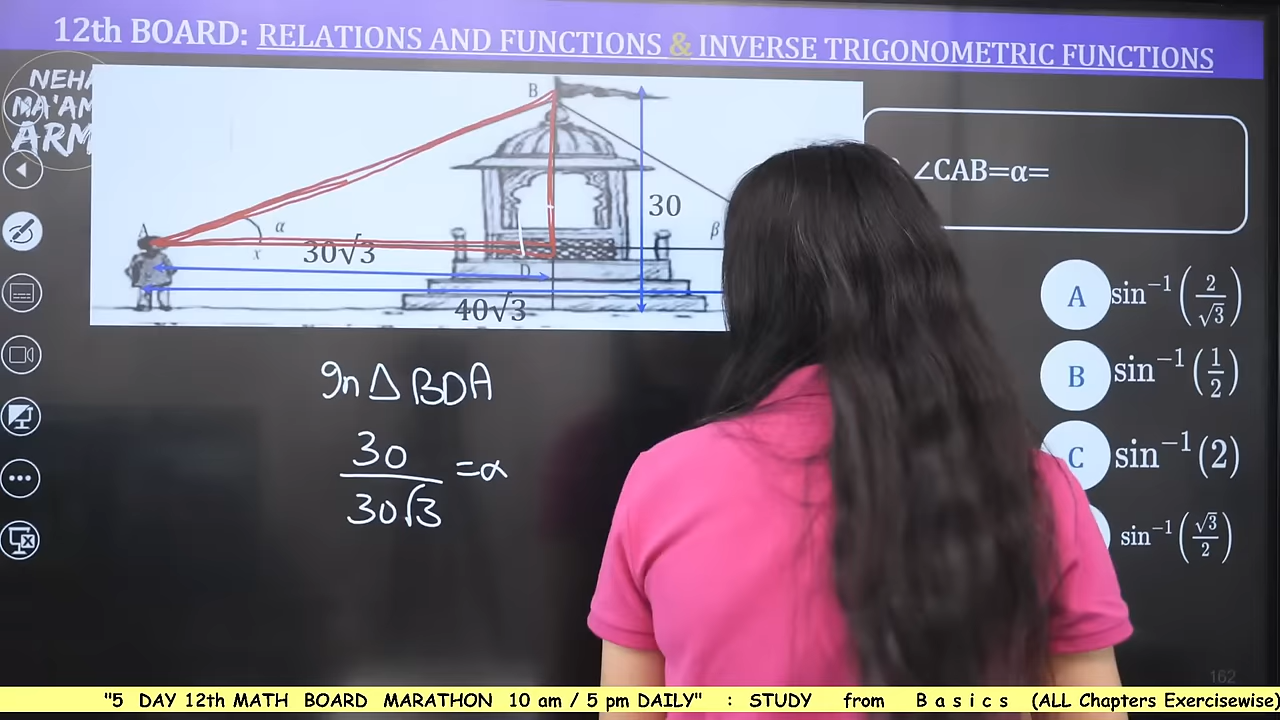 12th BOARD: RELATIONS AND FUNCTIONS & INVERSE TRIGONOMETRIC FUNCTIONS
NEHA
MA'AM
ARM
B
A
α
x
30√3
D
40√3
30
β
∠CAB=α=
In Δ BDA
30/30√3 =α
A sin⁻¹(2/√3)
B sin⁻¹(1/2)
C sin⁻¹(2)
sin⁻¹(√3/2)
162
"5 DAY 12th MATH BOARD MARATHON 10 am / 5 pm DAILY" : STUDY from Basics (ALL Chapters Exercisewise)